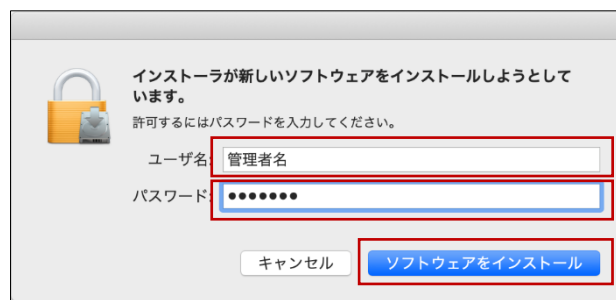 インストーラが新しいソフトウェアをインストールしようとして
います。
許可するにはパスワードを入力してください。
ユーザ名: 管理者名
パスワード: ●●●●●●●
キャンセル ソフトウェアをインストール